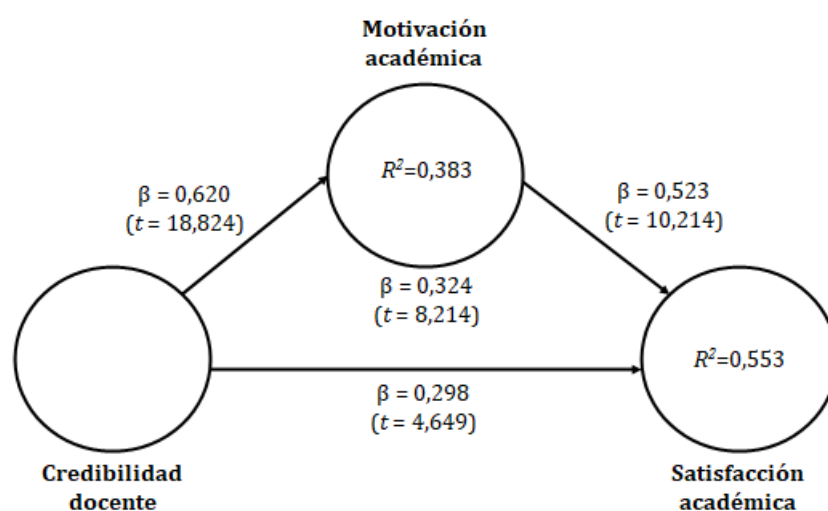 Motivación
académica
R²=0,383
β = 0,620
(t = 18,824)
β = 0,523
(t = 10,214)
β = 0,324
(t = 8,214)
R²=0,553
β = 0,298
(t = 4,649)
Credibilidad
docente
Satisfacción
académica